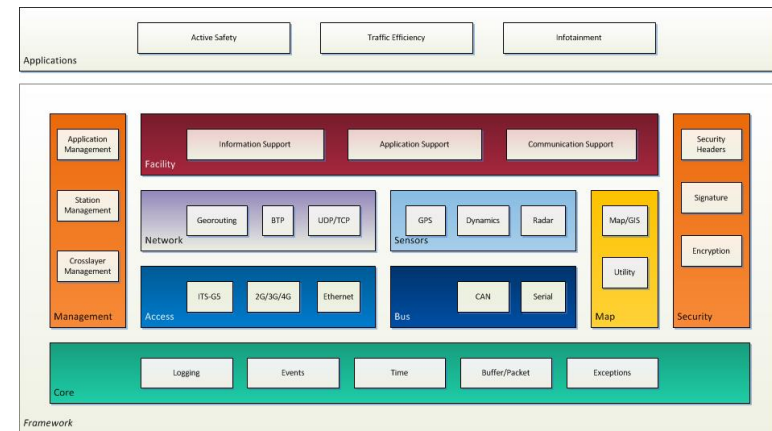 Active Safety
Traffic Efficiency
Infotainment
Applications
Application
Management
Station
Management
Crosslayer
Management
Management
Information Support
Application Support
Communication Support
Facility
Georouting
BTP
UDP/TCP
Network
GPS
Dynamics
Radar
Sensors
Map/GIS
Utility
Map
ITS-G5
2G/3G/4G
Ethernet
Access
CAN
Serial
Bus
Security
Headers
Signature
Encryption
Security
Logging
Events
Time
Buffer/Packet
Exceptions
Core
Framework